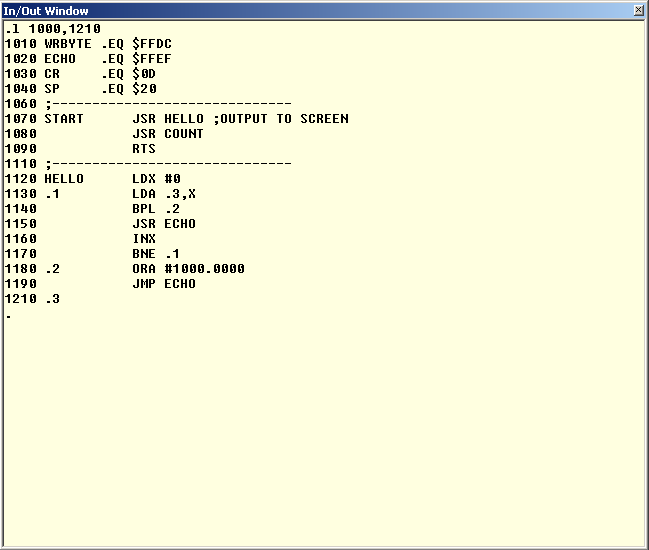 In/Out Window
.l 1000,1210
1010 WRBYTE .EQ $FFDC
1020 ECHO   .EQ $FFEF
1030 CR     .EQ $0D
1040 SP     .EQ $20
1060 ;------------------------------
1070 START      JSR HELLO ;OUTPUT TO SCREEN
1080            JSR COUNT
1090            RTS
1110 ;------------------------------
1120 HELLO      LDX #0
1130 .1         LDA .3,X
1140            BPL .2
1150            JSR ECHO
1160            INX
1170            BNE .1
1180 .2         ORA #1000.0000
1190            JMP ECHO
1210 .3
.